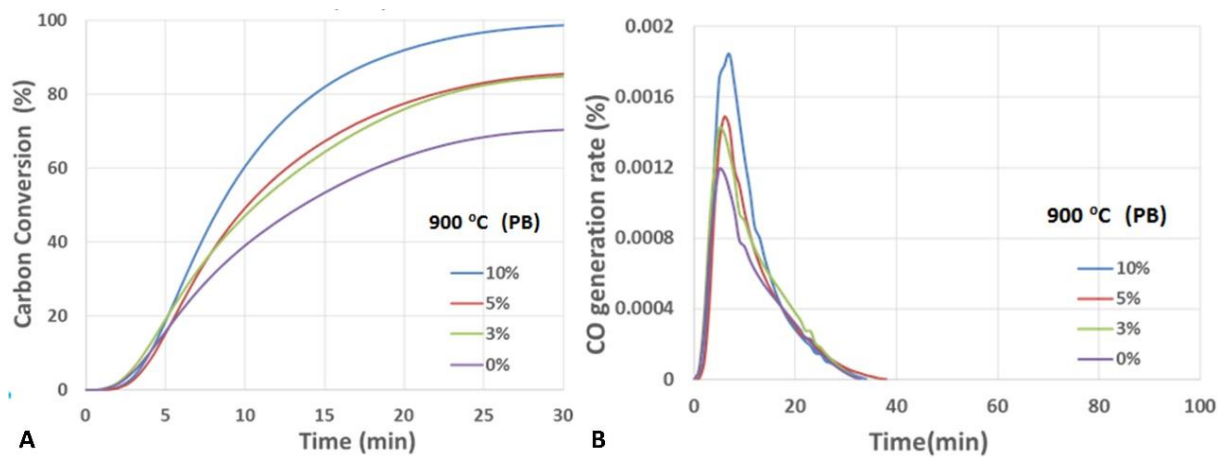 100
80
60
40
20
0
Carbon Conversion (%)
900 °C (PB)
10%
5%
3%
0%
0 5 10 15 20 25 30
Time (min)
A
0.002
0.0016
0.0012
0.0008
0.0004
0
CO generation rate (%)
900 °C (PB)
10%
5%
3%
0%
0 20 40 60 80 100
Time(min)
B